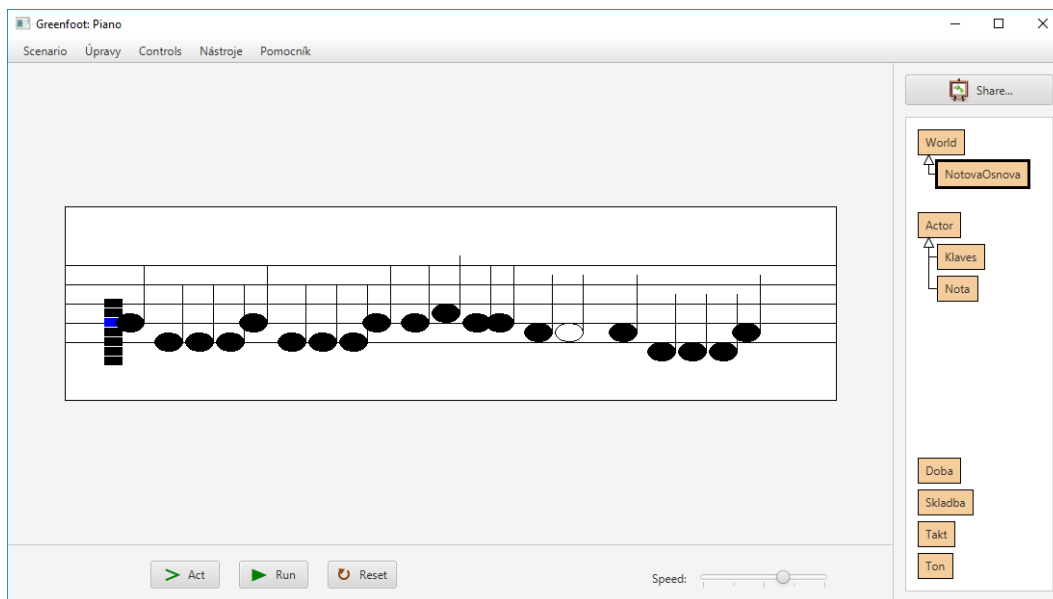 Greenfoot: Piano
Scenario Úpravy Controls Nástroje Pomocník
Share...
World
NotovaOsnova
Actor
Klaves
Nota
Doba
Skladba
Takt
Ton
Act Run Reset Speed: